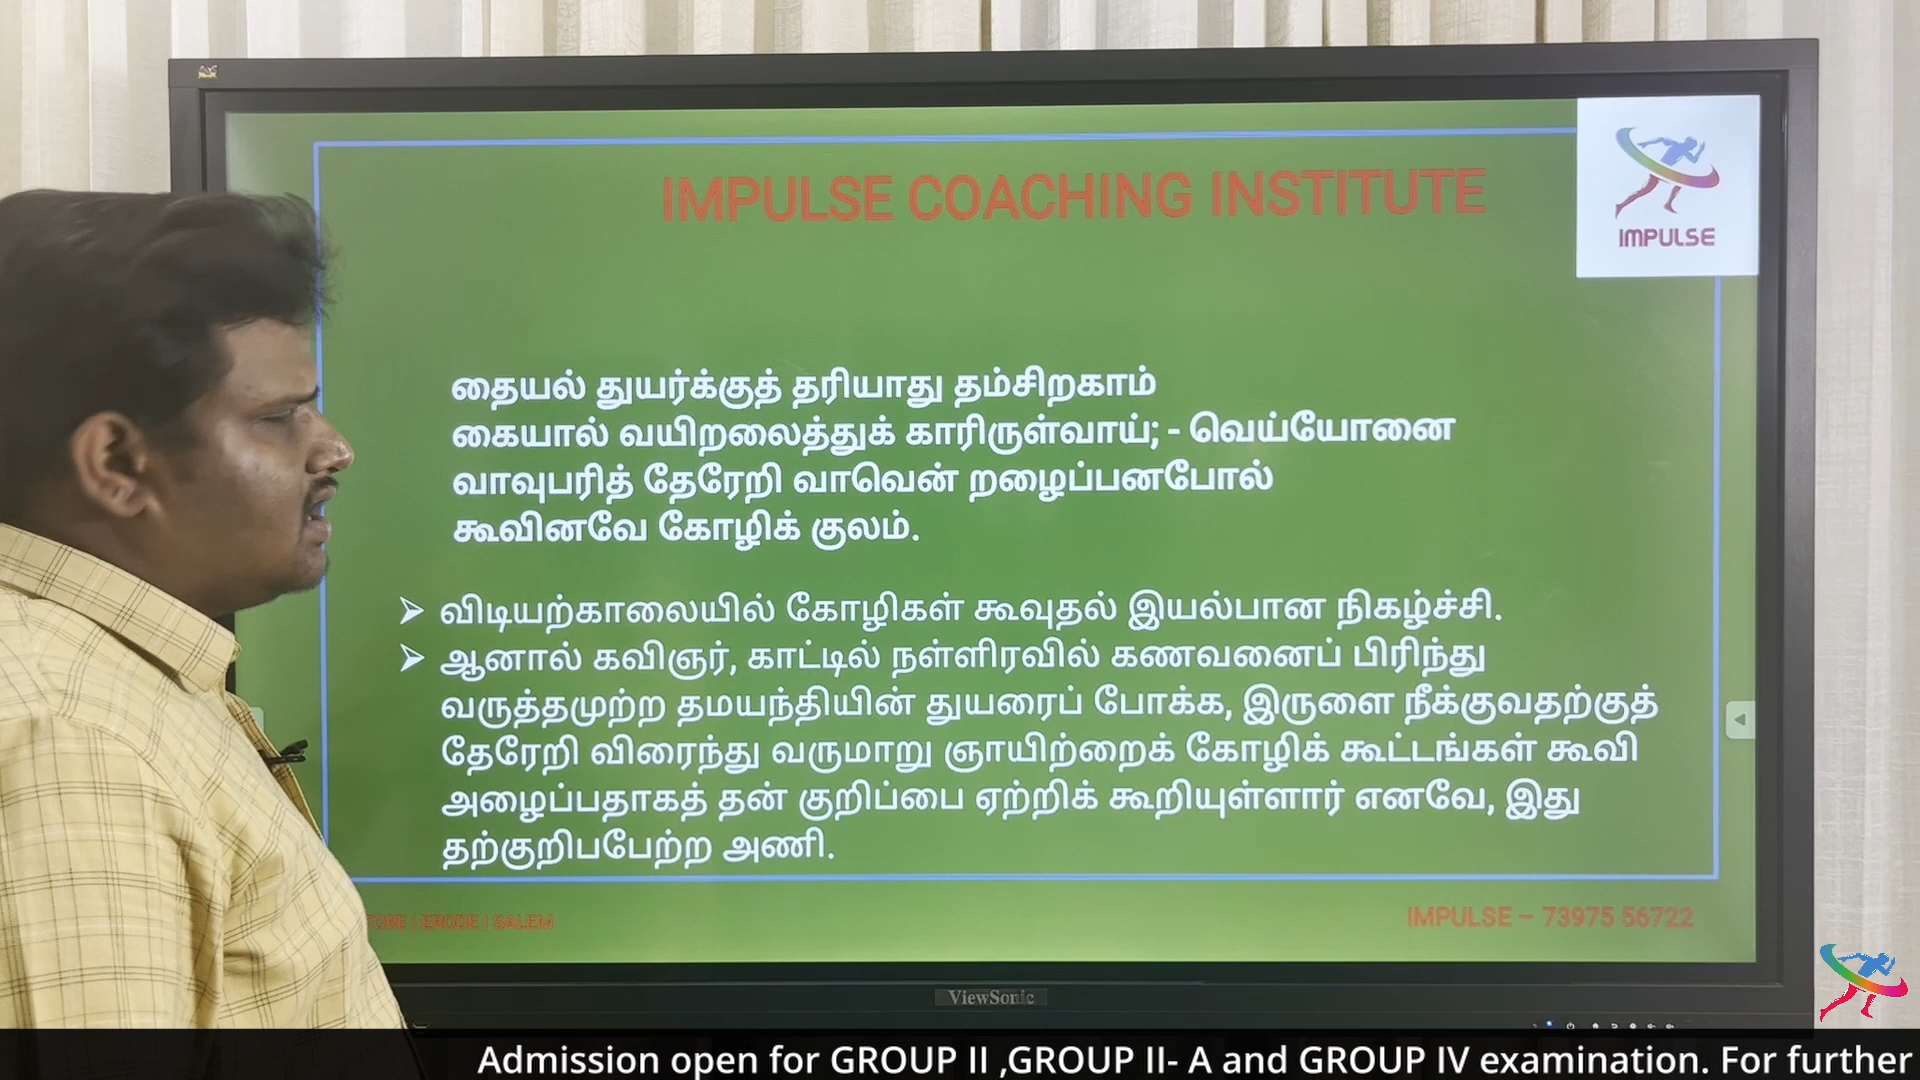 IMPULSE COACHING INSTITUTE
IMPULSE
தையல் துயர்க்குத் தரியாது தம்சிறகாம்
கையால் வயிறலைத்துக் காரிருள்வாய்; - வெய்யோனை
வாவுபரித் தேரேறி வாவென் றழைப்பனபோல்
கூவினவே கோழிக் குலம்.
➢ விடியற்காலையில் கோழிகள் கூவுதல் இயல்பான நிகழ்ச்சி.
➢ ஆனால் கவிஞர், காட்டில் நள்ளிரவில் கணவனைப் பிரிந்து
வருத்தமுற்ற தமயந்தியின் துயரைப் போக்க, இருளை நீக்குவதற்குத்
தேரேறி விரைந்து வருமாறு ஞாயிற்றைக் கோழிக் கூட்டங்கள் கூவி
அழைப்பதாகத் தன் குறிப்பை ஏற்றிக் கூறியுள்ளார் எனவே, இது
தற்குறிபபேற்ற அணி.
| ERODE | SALEM
IMPULSE – 73975 56722
ViewSonic
Admission open for GROUP II ,GROUP II- A and GROUP IV examination. For further